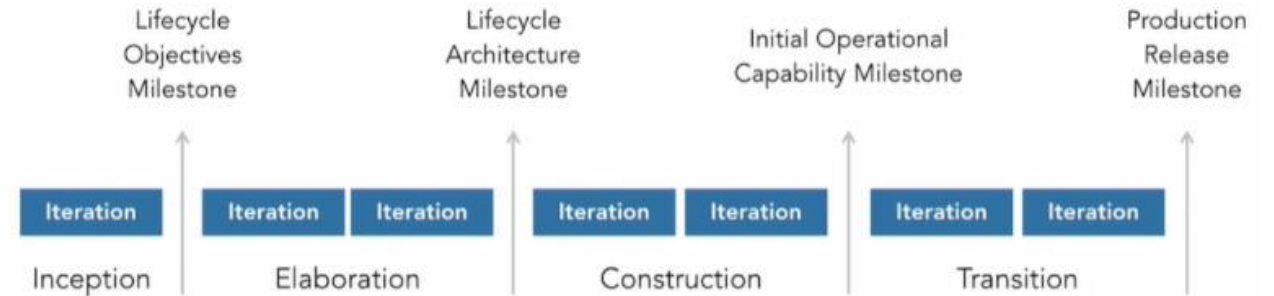 Lifecycle
Objectives
Milestone
Lifecycle
Architecture
Milestone
Initial Operational
Capability Milestone
Production
Release
Milestone
Iteration
Iteration
Iteration
Iteration
Iteration
Iteration
Iteration
Inception
Elaboration
Construction
Transition